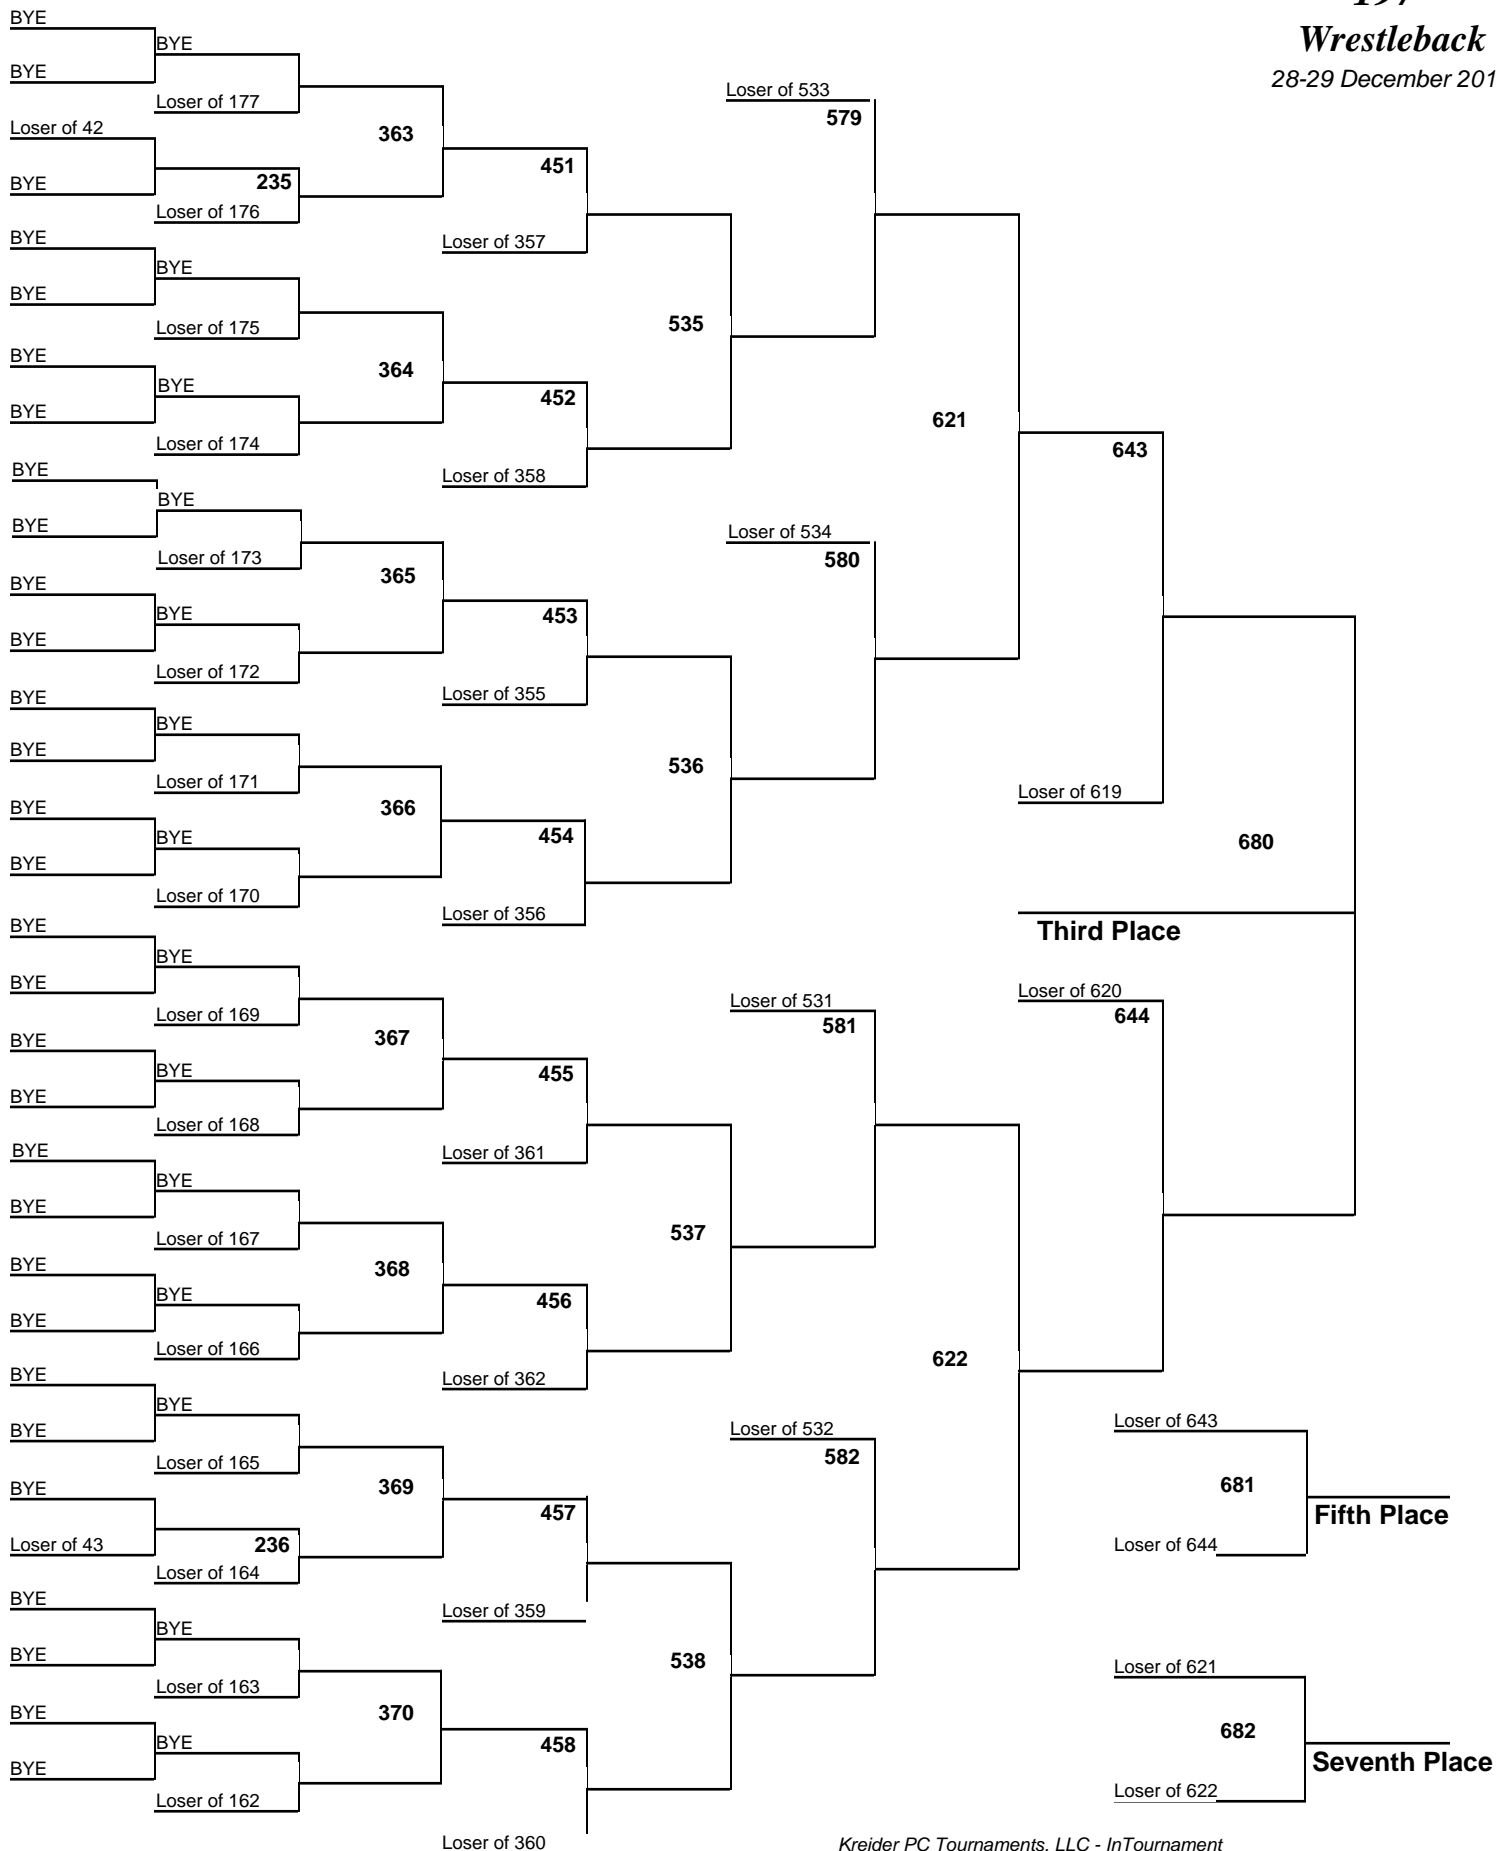 197
Wrestleback
28-29 December 201
BYE
BYE
BYE
Loser of 177
Loser of 42
BYE
235
Loser of 176
363
BYE
BYE
BYE
Loser of 175
BYE
BYE
BYE
Loser of 174
364
BYE
BYE
BYE
Loser of 173
BYE
BYE
BYE
Loser of 172
365
BYE
BYE
BYE
Loser of 171
BYE
BYE
BYE
Loser of 170
366
BYE
BYE
BYE
Loser of 169
BYE
BYE
BYE
Loser of 168
367
BYE
BYE
BYE
Loser of 167
BYE
BYE
BYE
Loser of 166
368
BYE
BYE
BYE
Loser of 165
BYE
Loser of 43
236
Loser of 164
369
BYE
BYE
BYE
Loser of 163
BYE
BYE
BYE
Loser of 162
370
451
Loser of 357
452
Loser of 358
453
Loser of 355
454
Loser of 356
455
Loser of 361
456
Loser of 362
457
Loser of 359
458
Loser of 360
535
536
537
538
Loser of 533
579
Loser of 534
580
Loser of 531
581
Loser of 532
582
621
622
643
Loser of 619
Loser of 620
644
680
Third Place
Loser of 643
681
Loser of 644
Fifth Place
Loser of 621
682
Loser of 622
Seventh Place
Kreider PC Tournaments, LLC - InTournament